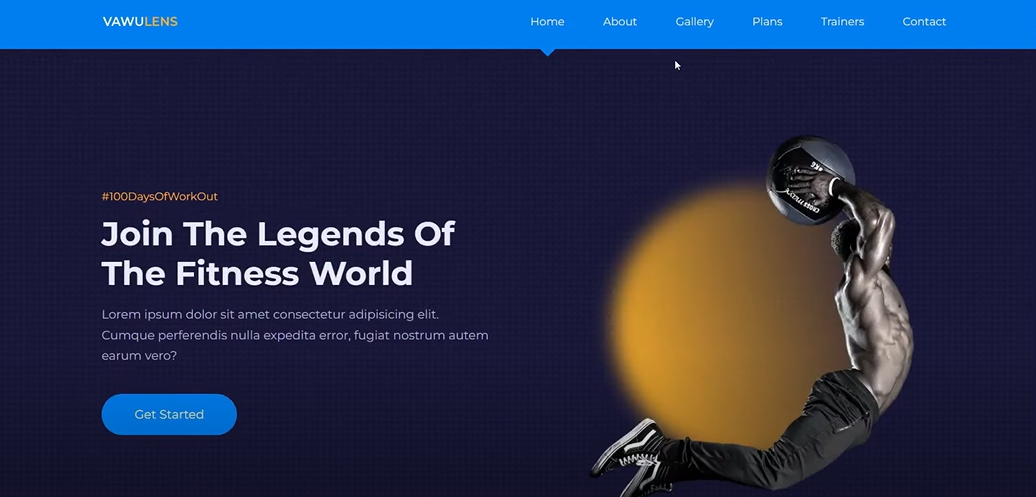 VAWULENS
Home About Gallery Plans Trainers Contact
#100DaysOfWorkOut
Join The Legends Of
The Fitness World
Lorem ipsum dolor sit amet consectetur adipisicing elit.
Cumque perferendis nulla expedita error, fugiat nostrum autem
earum vero?
Get Started